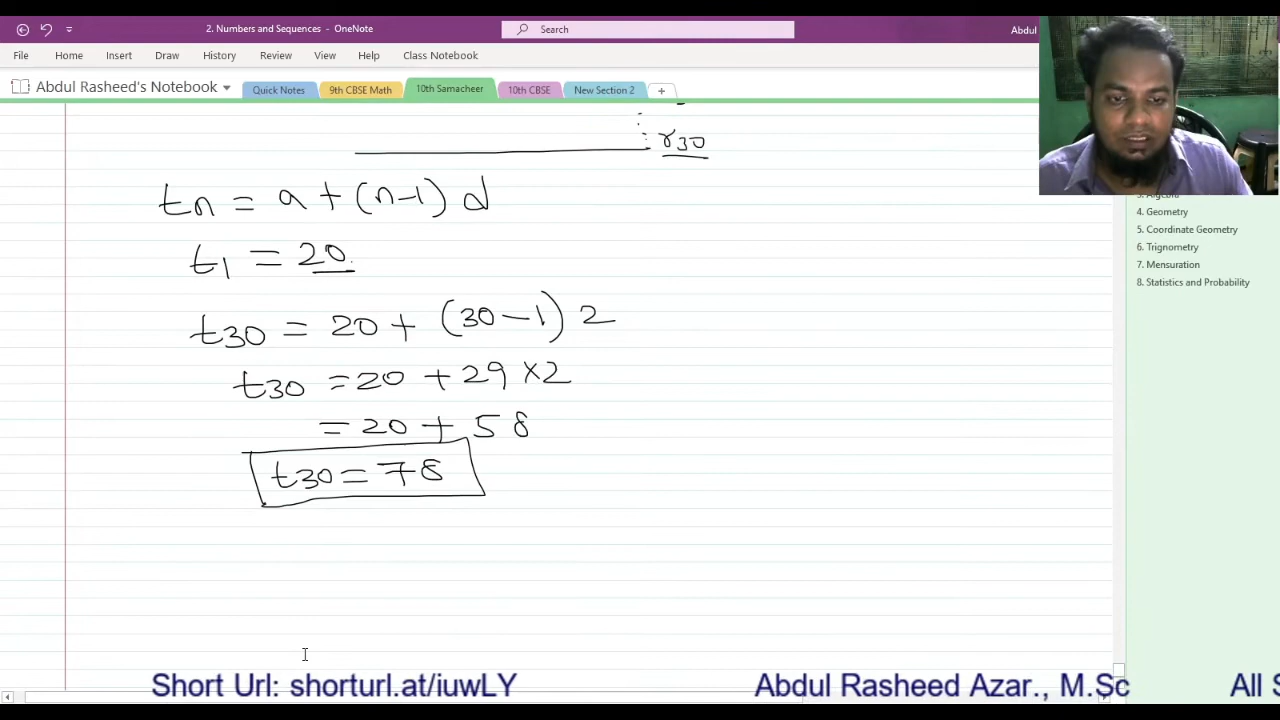 2. Numbers and Sequences - OneNote
Search
Abdul
File Home Insert Draw History Review View Help Class Notebook
Abdul Rasheed's Notebook
Quick Notes 9th CBSE Math 10th Samacheer 10th CBSE New Section 2 +
r30
tn = a + (n-1) d
t1 = 20
t30 = 20 + (30-1) 2
t30 = 20 + 29 × 2
= 20 + 58
t30 = 78
3. Algebra
4. Geometry
5. Coordinate Geometry
6. Trignometry
7. Mensuration
8. Statistics and Probability
Short Url: shorturl.at/iuwLY Abdul Rasheed Azar., M.Sc All S